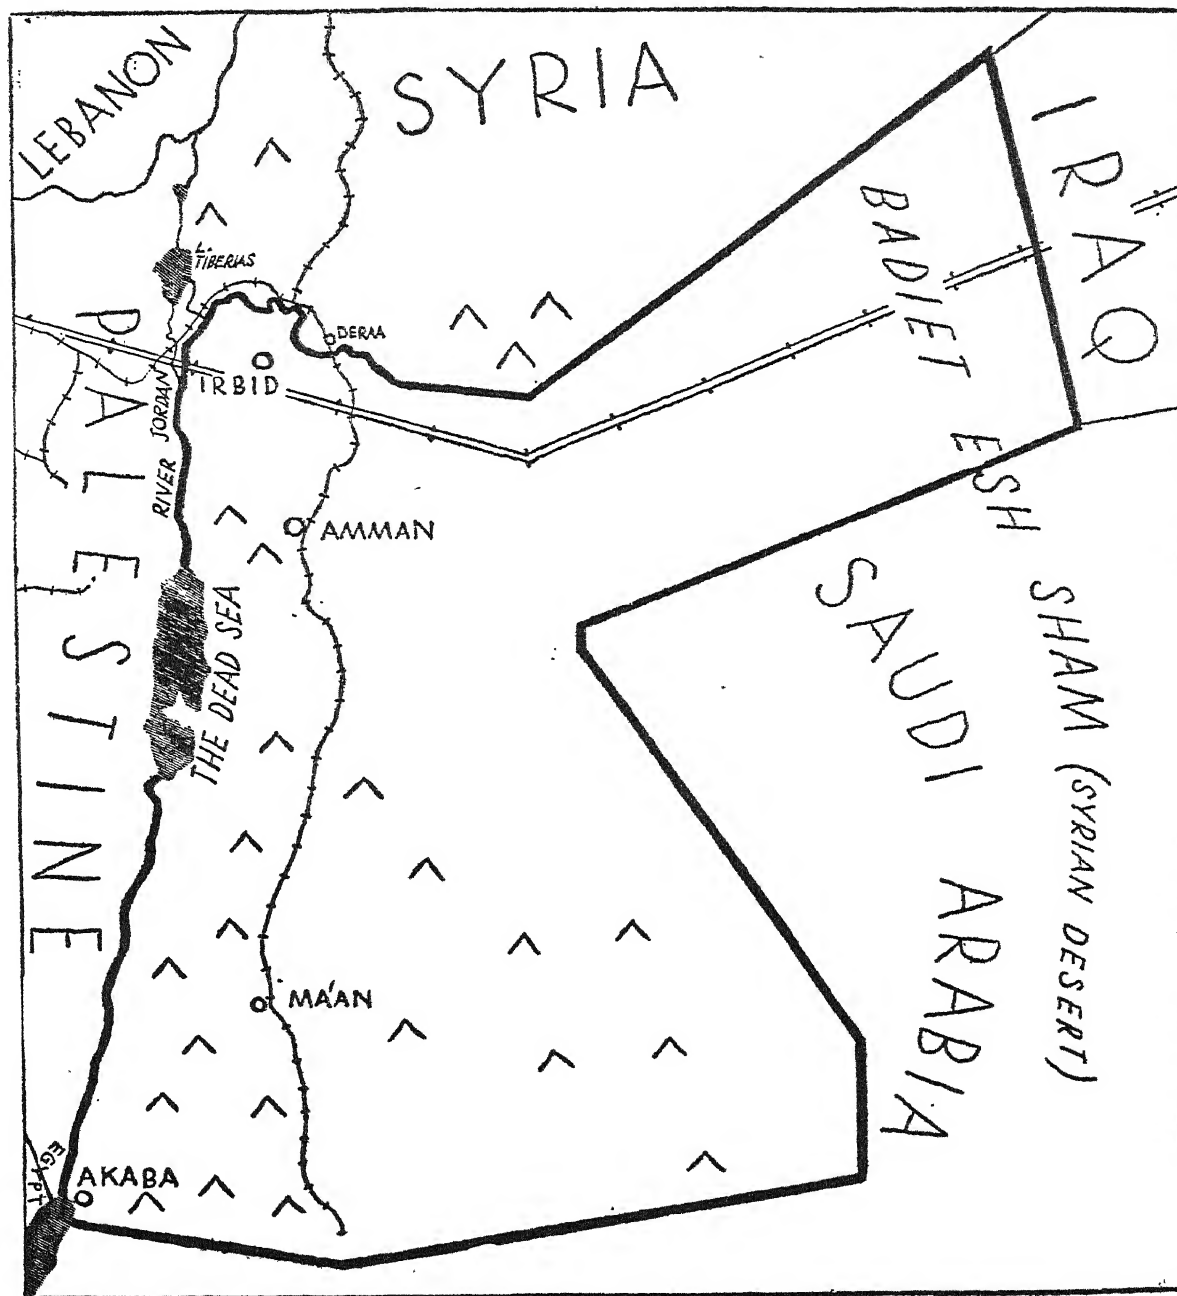 LEBANON
SYRIA
IRAQ
BADIET ESH SHAM (SYRIAN DESERT)
L. TIBERIAS
DERAA
IRBID
PALESTINE
RIVER JORDAN
AMMAN
THE DEAD SEA
SAUDI ARABIA
MA'AN
EGYPT
AKABA